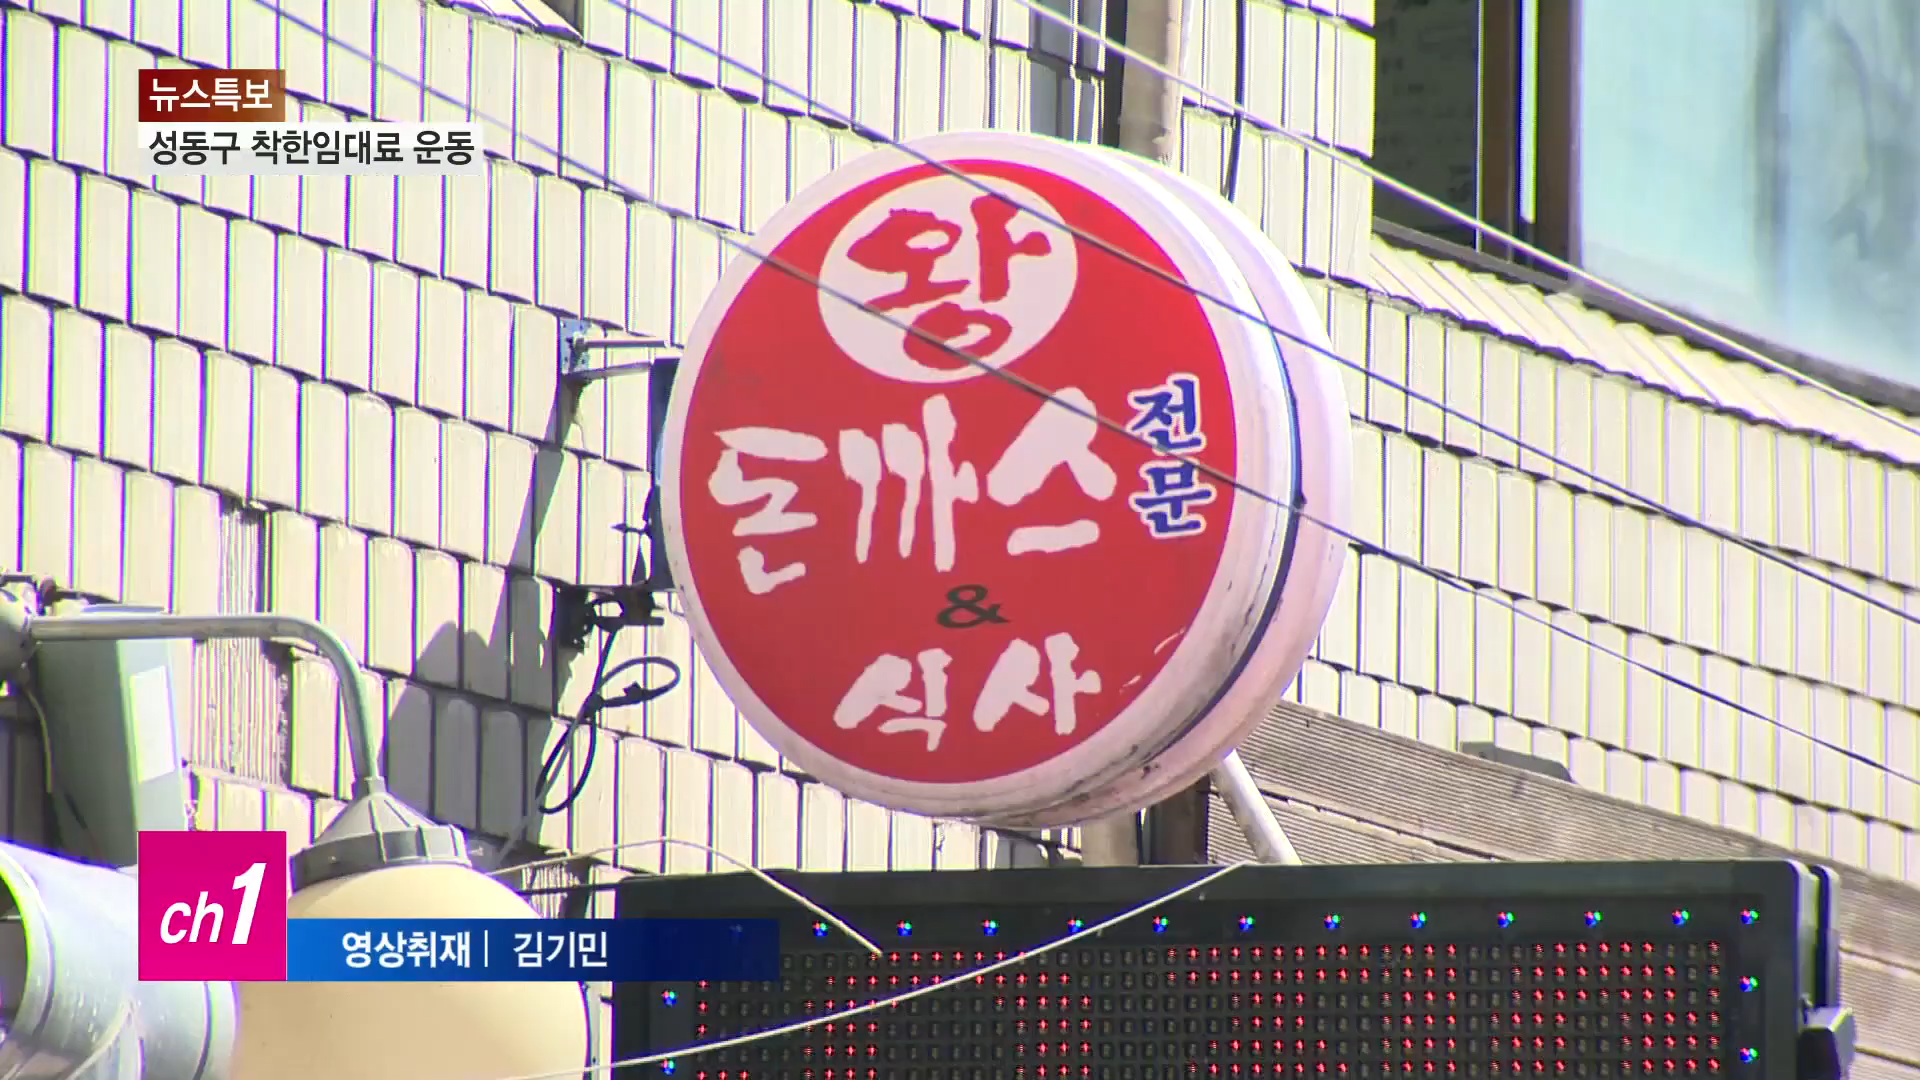 뉴스특보
성동구 착한임대료 운동
왕
돈까스
전문
&
식사
ch1
영상취재| 김기민